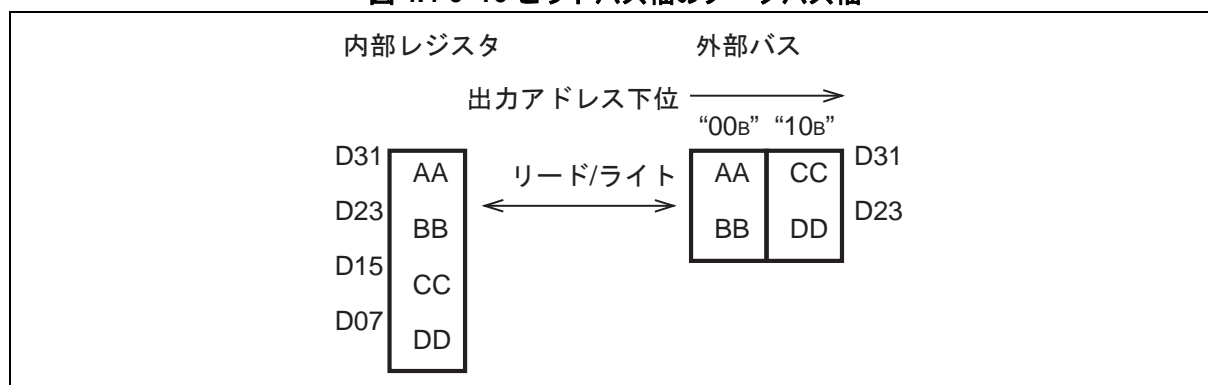 内部レジスタ 外部バス
出力アドレス下位
“00B” “10B”
D31 AA リード/ライト AA CC D31
D23 BB BB DD D23
D15 CC
D07 DD